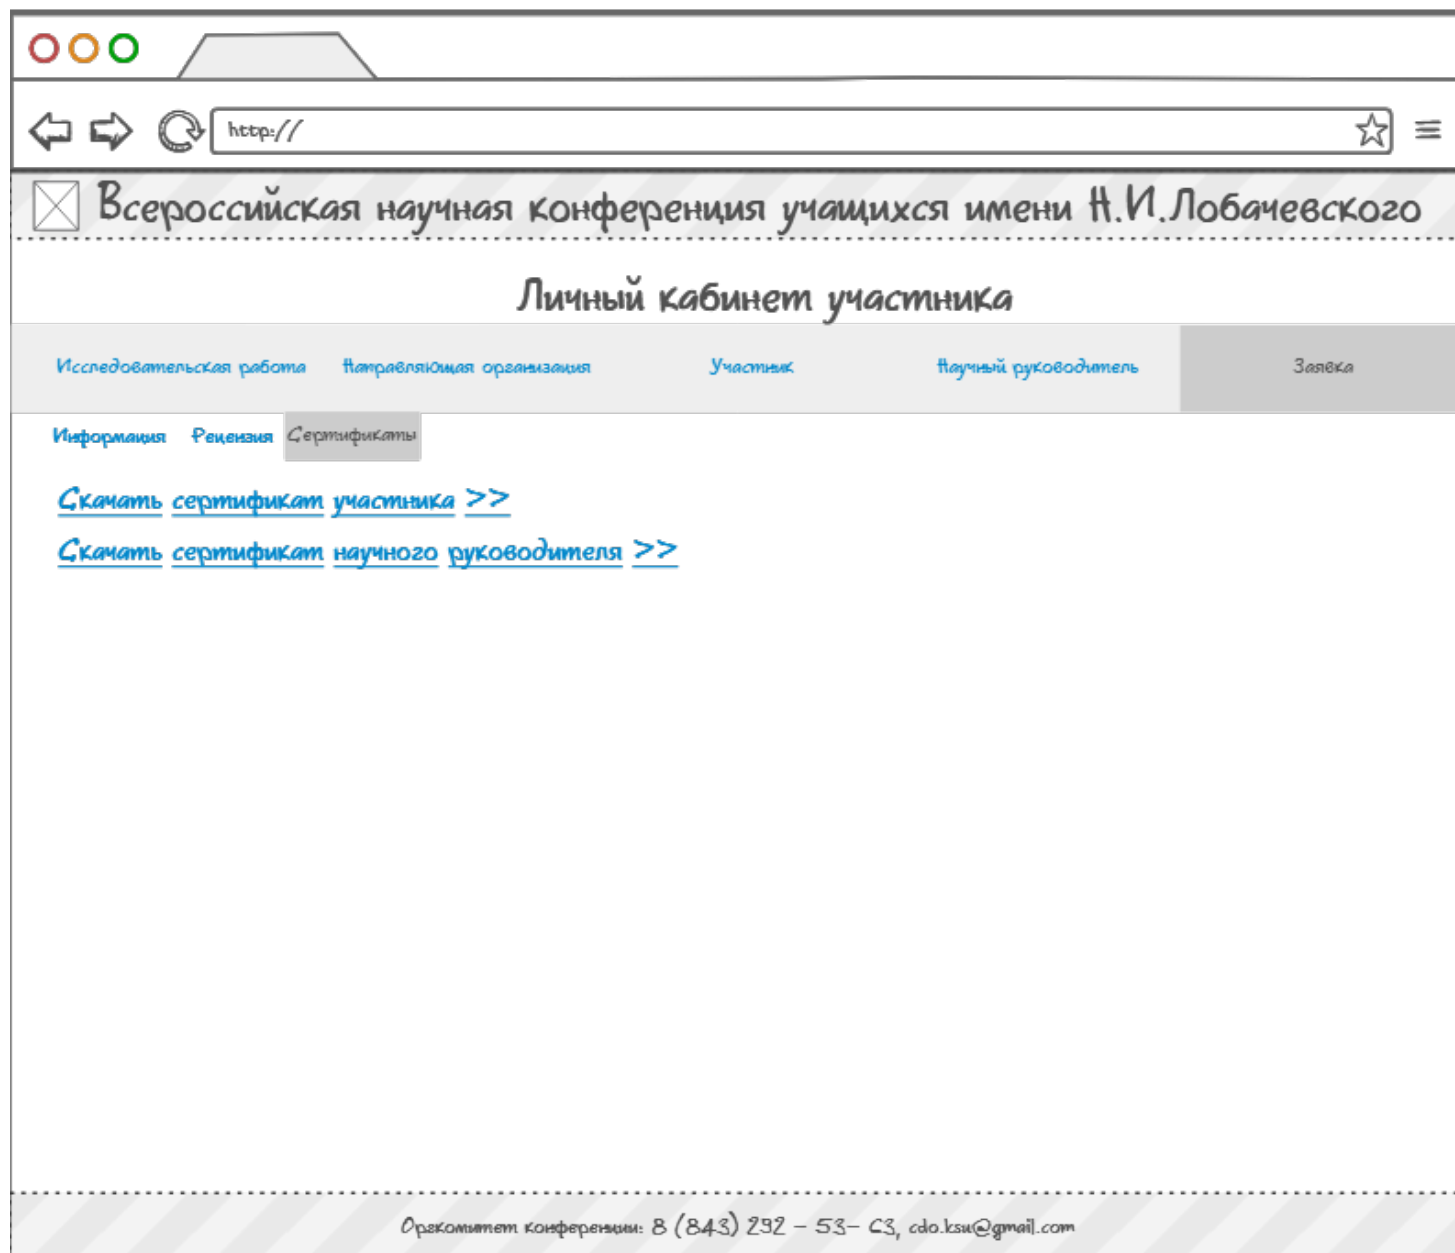 http://
Всероссийская научная конференция учащихся имени Н.И.Лобачевского
Личный кабинет участника
Исследовательская работа Направляющая организация Участник Научный руководитель Заявка
Информация Рецензия Сертификаты
Скачать сертификат участника >>
Скачать сертификат научного руководителя >>
Оргкомитет конференции: 8 (843) 292 - 53- 63, cdo.ksu@gmail.com